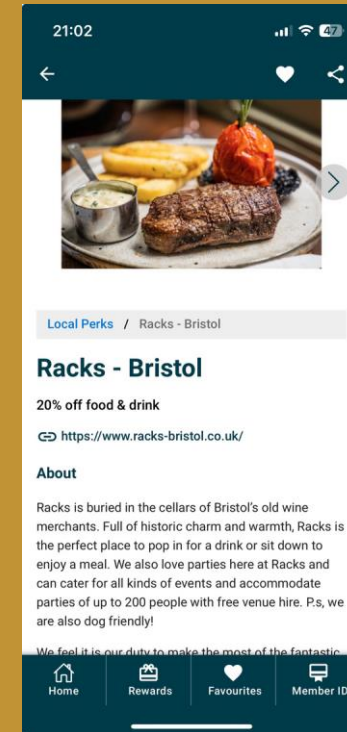 21:02
47
Local Perks / Racks - Bristol
Racks - Bristol
20% off food & drink
https://www.racks-bristol.co.uk/
About
Racks is buried in the cellars of Bristol's old wine
merchants. Full of historic charm and warmth, Racks is
the perfect place to pop in for a drink or sit down to
enjoy a meal. We also love parties here at Racks and
can cater for all kinds of events and accommodate
parties of up to 200 people with free venue hire. P.s, we
are also dog friendly!
We feel it is our duty to make the most of the fantastic
Home Rewards Favourites Member ID